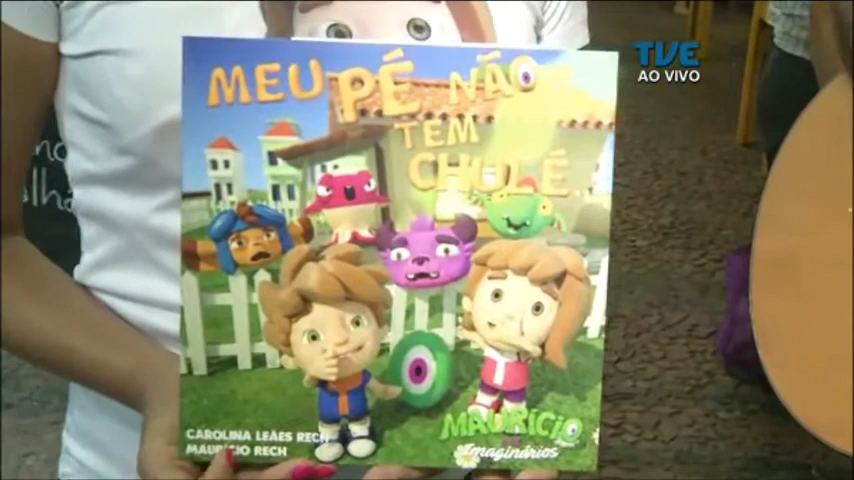 TVE
AO VIVO
MEU PÉ NÃO
TEM
CHULÉ
CAROLINA LEÃES RECH
MAURÍCIO RECH
MAURÍCIO
Imaginários